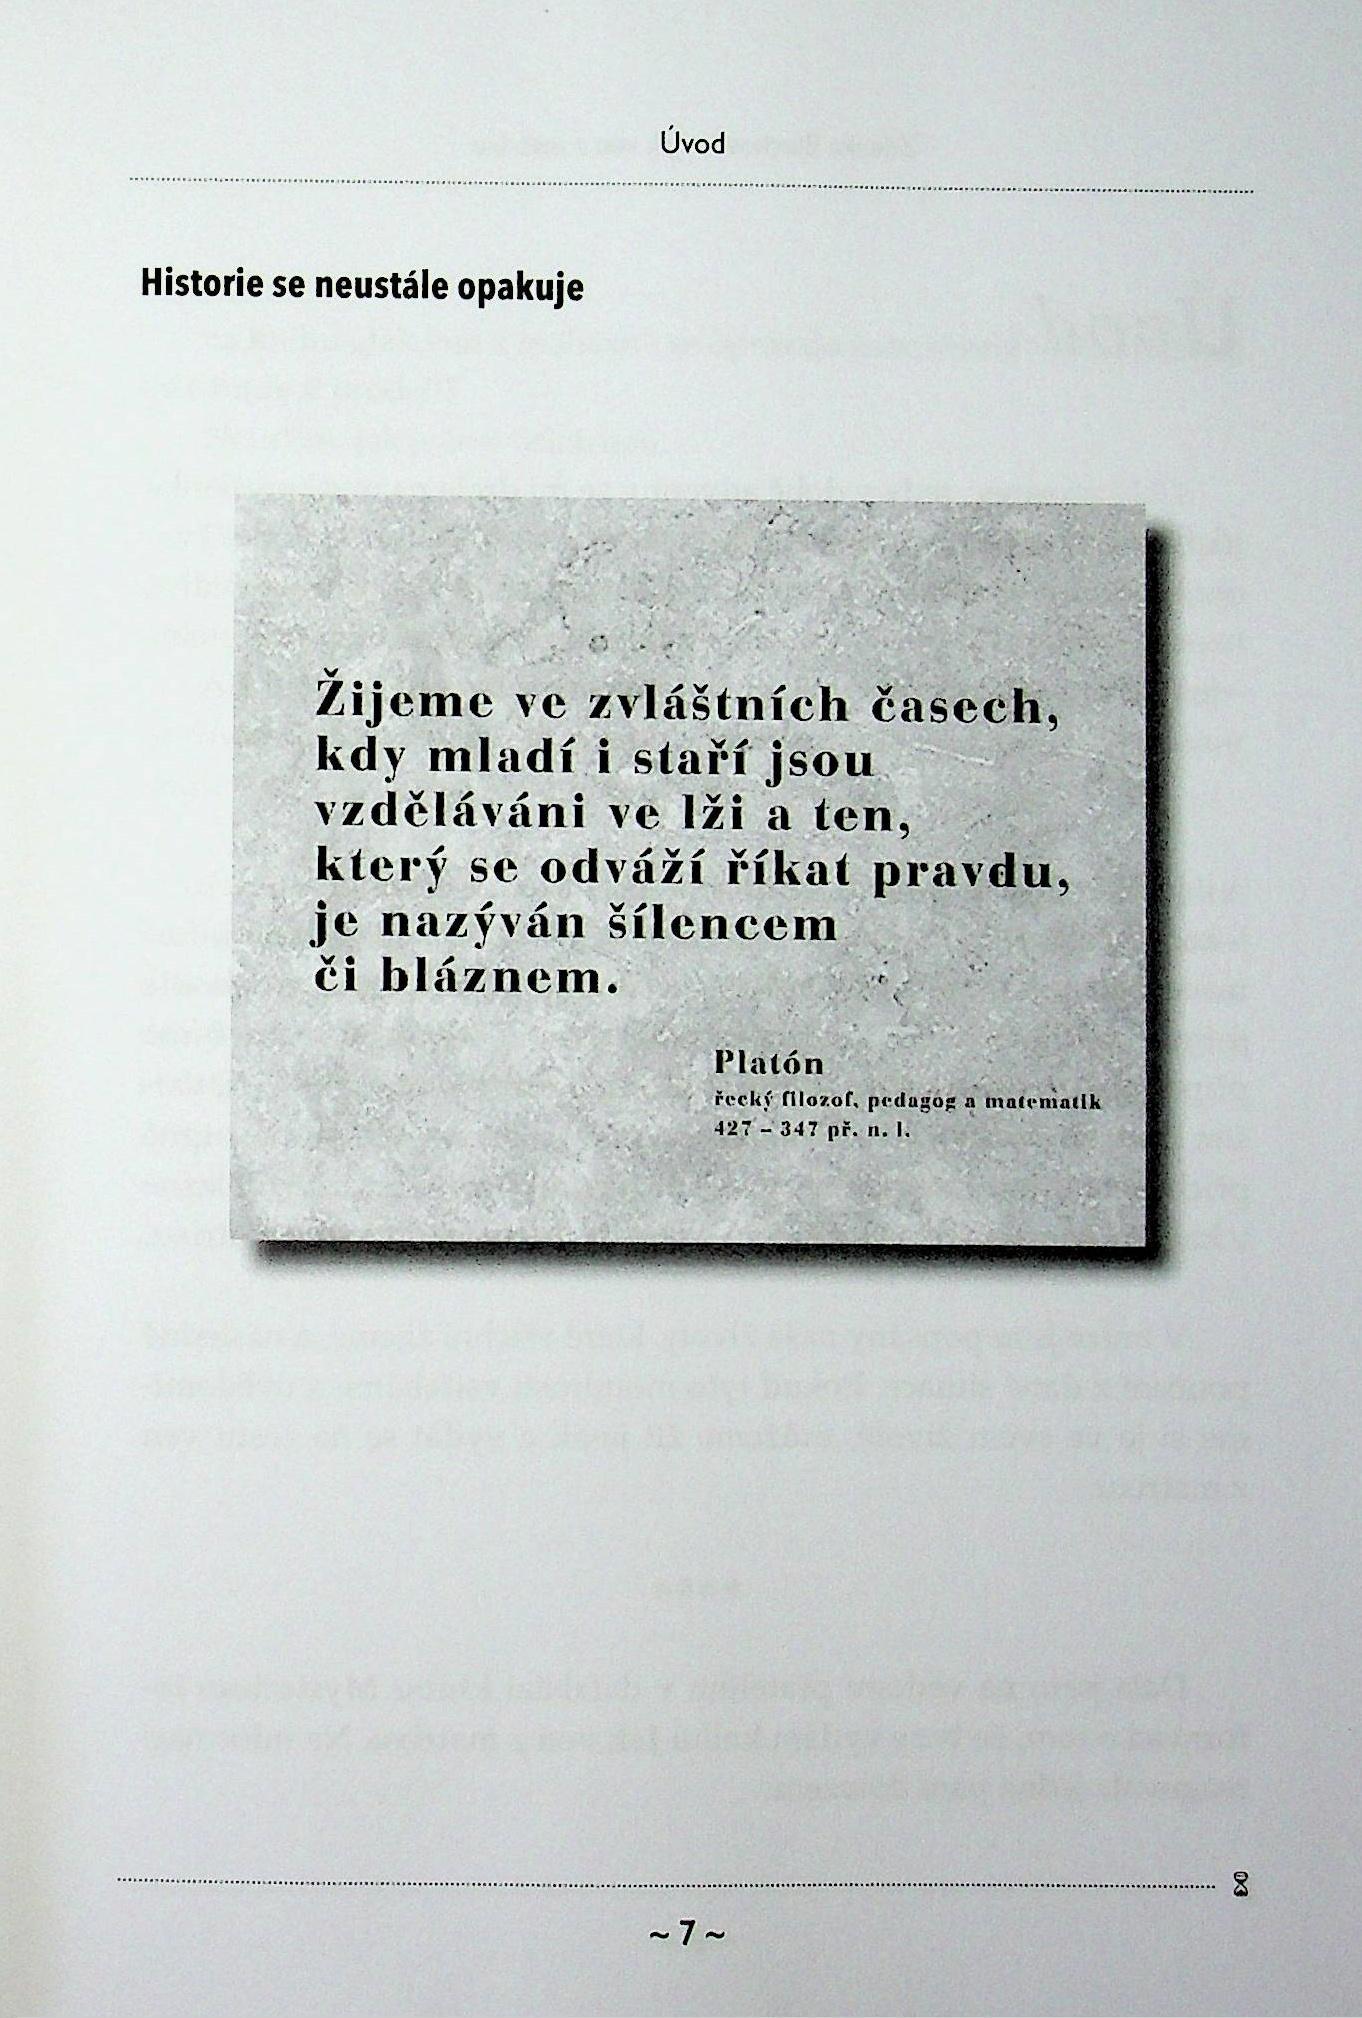 Úvod
Historie se neustále opakuje
Žijeme ve zvláštních časech,
kdy mladí i staří jsou
vzděláváni ve lži a ten,
který se odváží říkat pravdu,
je nazýván šílencem
či bláznem.
Platón
řecký filozof, pedagog a matematik
427 – 347 př. n. l.
~ 7 ~